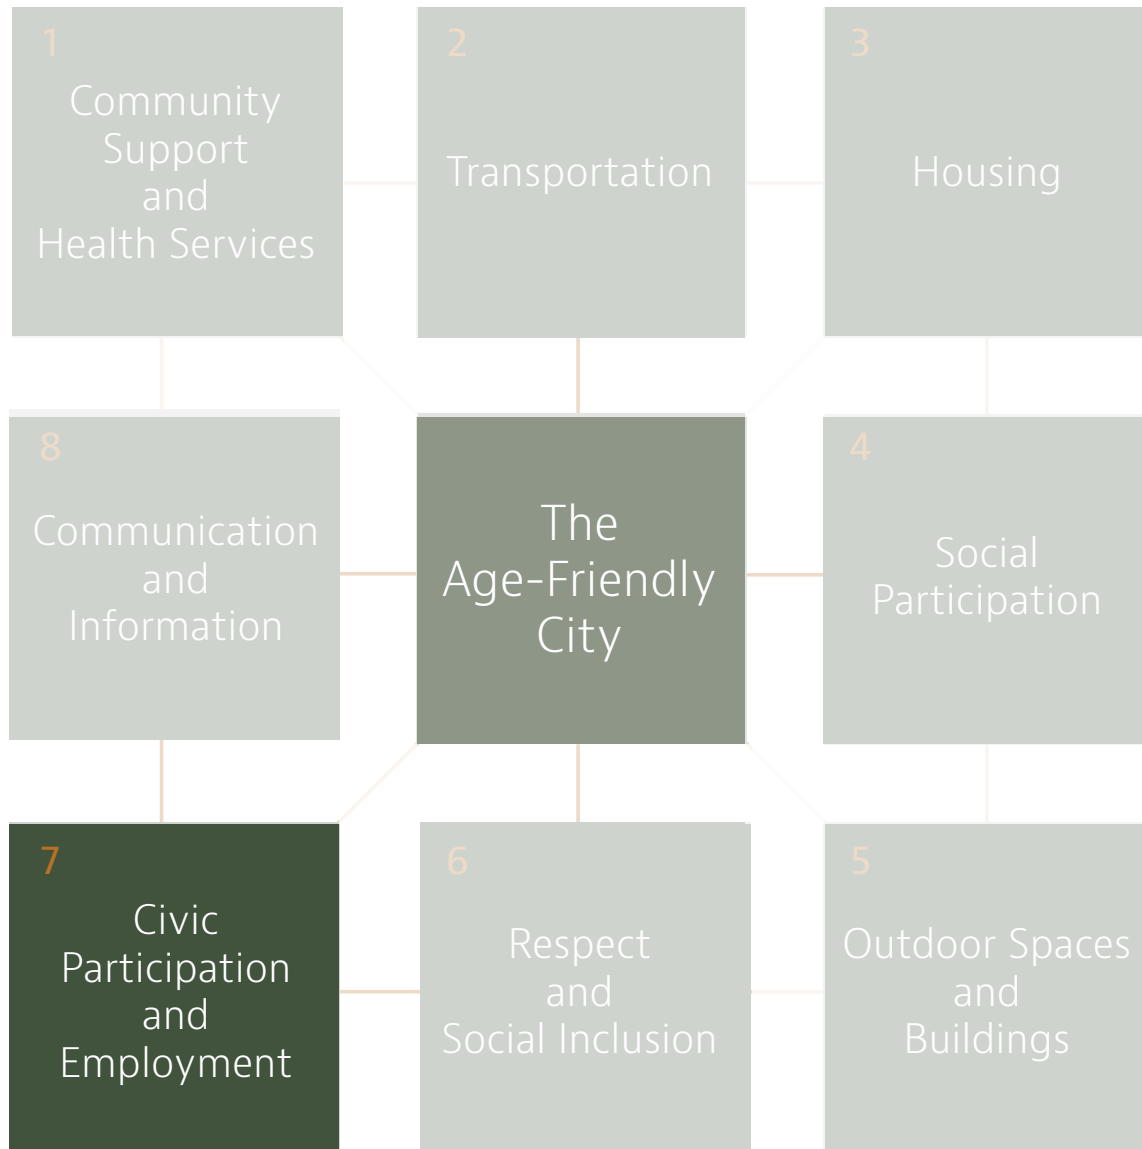 1
Community
Support
and
Health Services
2
Transportation
3
Housing
8
Communication
and
Information
The
Age-Friendly
City
4
Social
Participation
7
Civic
Participation
and
Employment
6
Respect
and
Social Inclusion
5
Outdoor Spaces
and
Buildings